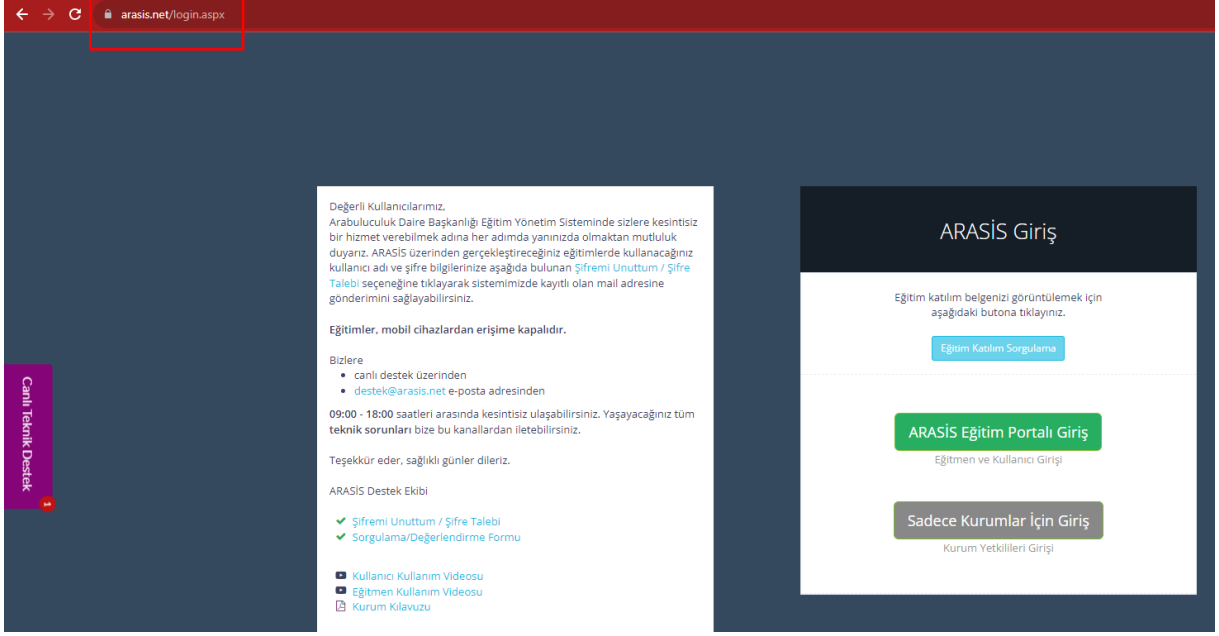 arasis.net/login.aspx
Değerli Kullanıcılarımız,
Arabuluculuk Daire Başkanlığı Eğitim Yönetim Sisteminde sizlere kesintisiz
bir hizmet verebilmek adına her adımda yanınızda olmaktan mutluluk
duyarız. ARASİS üzerinden gerçekleştireceğiniz eğitimlerde kullanacağınız
kullanıcı adı ve şifre bilgilerinize aşağıda bulunan Şifremi Unuttum / Şifre
Talebi seçeneğine tıklayarak sistemimizde kayıtlı olan mail adresine
gönderimini sağlayabilirsiniz.
Eğitimler, mobil cihazlardan erişime kapalıdır.
Bizlere
canlı destek üzerinden
destek@arasis.net e-posta adresinden
09:00 - 18:00 saatleri arasında kesintisiz ulaşabilirsiniz. Yaşayacağınız tüm
teknik sorunları bize bu kanallardan iletebilirsiniz.
Teşekkür eder, sağlıklı günler dileriz.
ARASİS Destek Ekibi
Şifremi Unuttum / Şifre Talebi
Sorgulama/Değerlendirme Formu
Kullanıcı Kullanım Videosu
Eğitmen Kullanım Videosu
Kurum Kılavuzu
ARASİS Giriş
Eğitim katılım belgenizi görüntülemek için
aşağıdaki butona tıklayınız.
Eğitim Katılım Sorgulama
ARASİS Eğitim Portalı Giriş
Eğitmen ve Kullanıcı Girişi
Sadece Kurumlar İçin Giriş
Kurum Yetkilileri Girişi
Canlı Teknik Destek
1